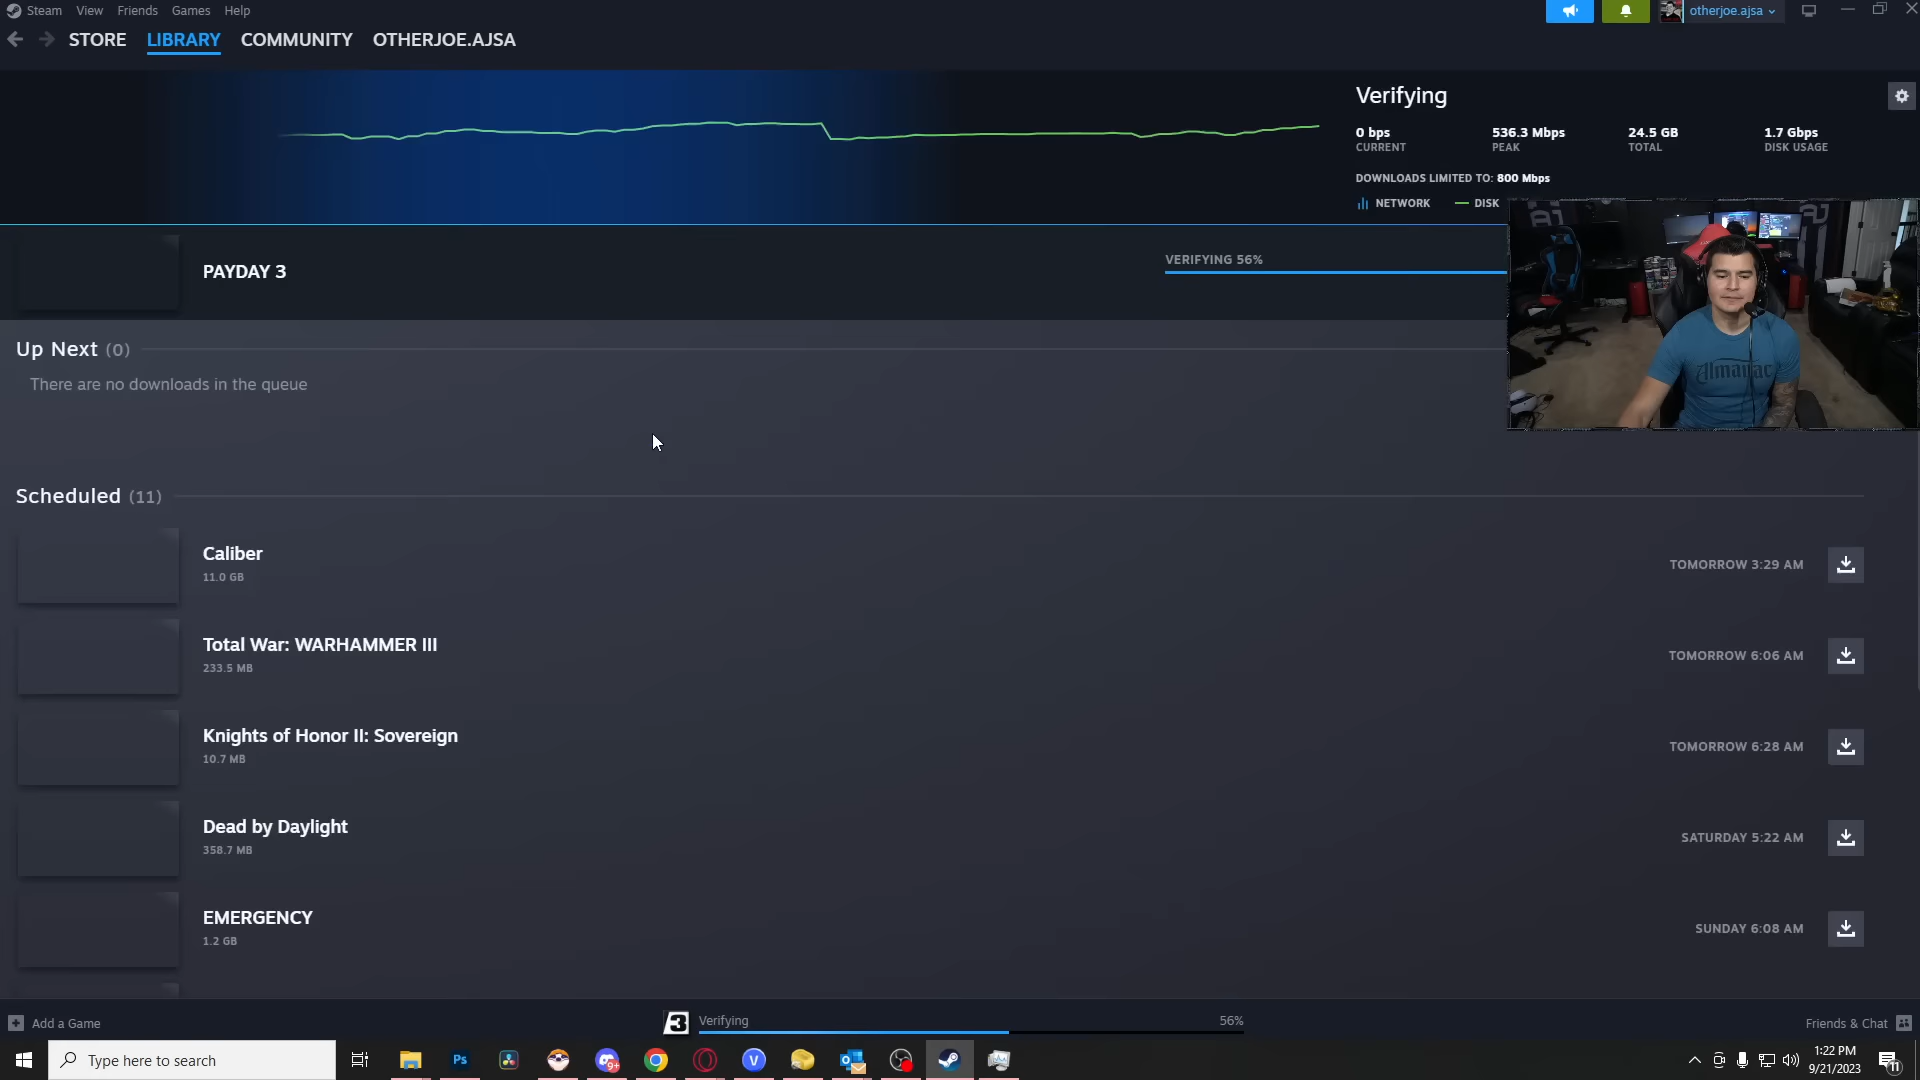 Steam View Friends Games Help
otherjoe.ajsa
STORE LIBRARY COMMUNITY OTHERJOE.AJSA
Verifying
0 bps 536.3 Mbps 24.5 GB 1.7 Gbps
CURRENT PEAK TOTAL DISK USAGE
DOWNLOADS LIMITED TO: 800 Mbps
NETWORK DISK
PAYDAY 3
VERIFYING 56%
Almanac
Up Next (0)
There are no downloads in the queue
Scheduled (11)
Caliber
11.0 GB
TOMORROW 3:29 AM
Total War: WARHAMMER III
233.5 MB
TOMORROW 6:06 AM
Knights of Honor II: Sovereign
10.7 MB
TOMORROW 6:28 AM
Dead by Daylight
358.7 MB
SATURDAY 5:22 AM
EMERGENCY
1.2 GB
SUNDAY 6:08 AM
Add a Game
3
Verifying 56%
Friends & Chat
Type here to search
Ps
9+
V
1:22 PM
9/21/2023
11